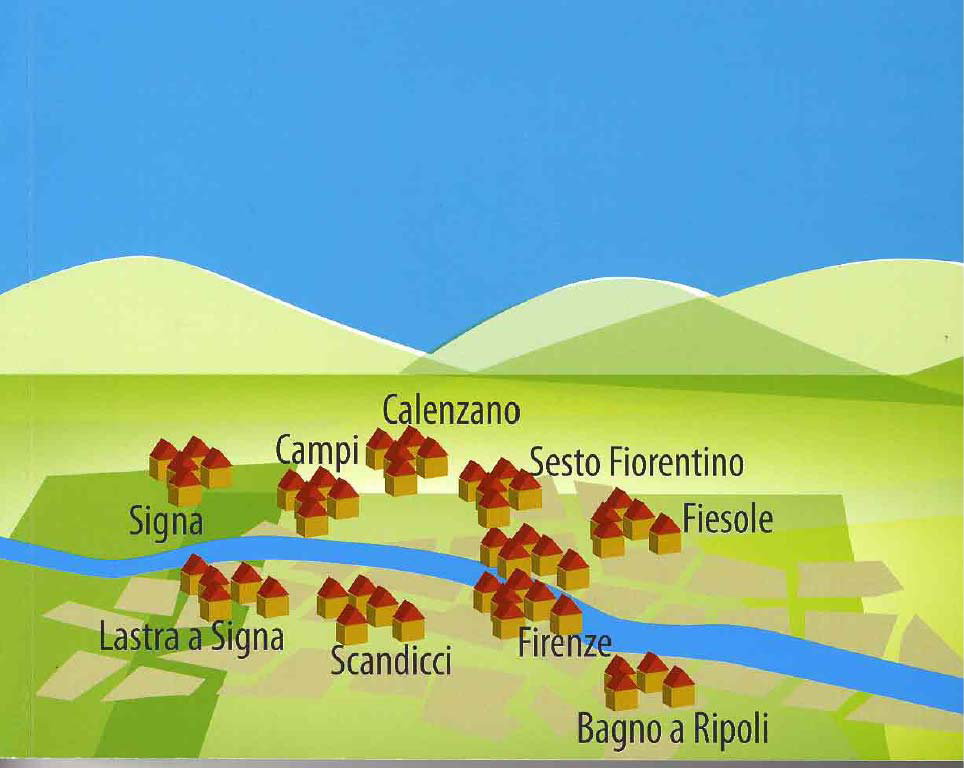 Calenzano
Campi
Sesto Fiorentino
Signa
Fiesole
Lastra a Signa
Firenze
Scandicci
Bagno a Ripoli